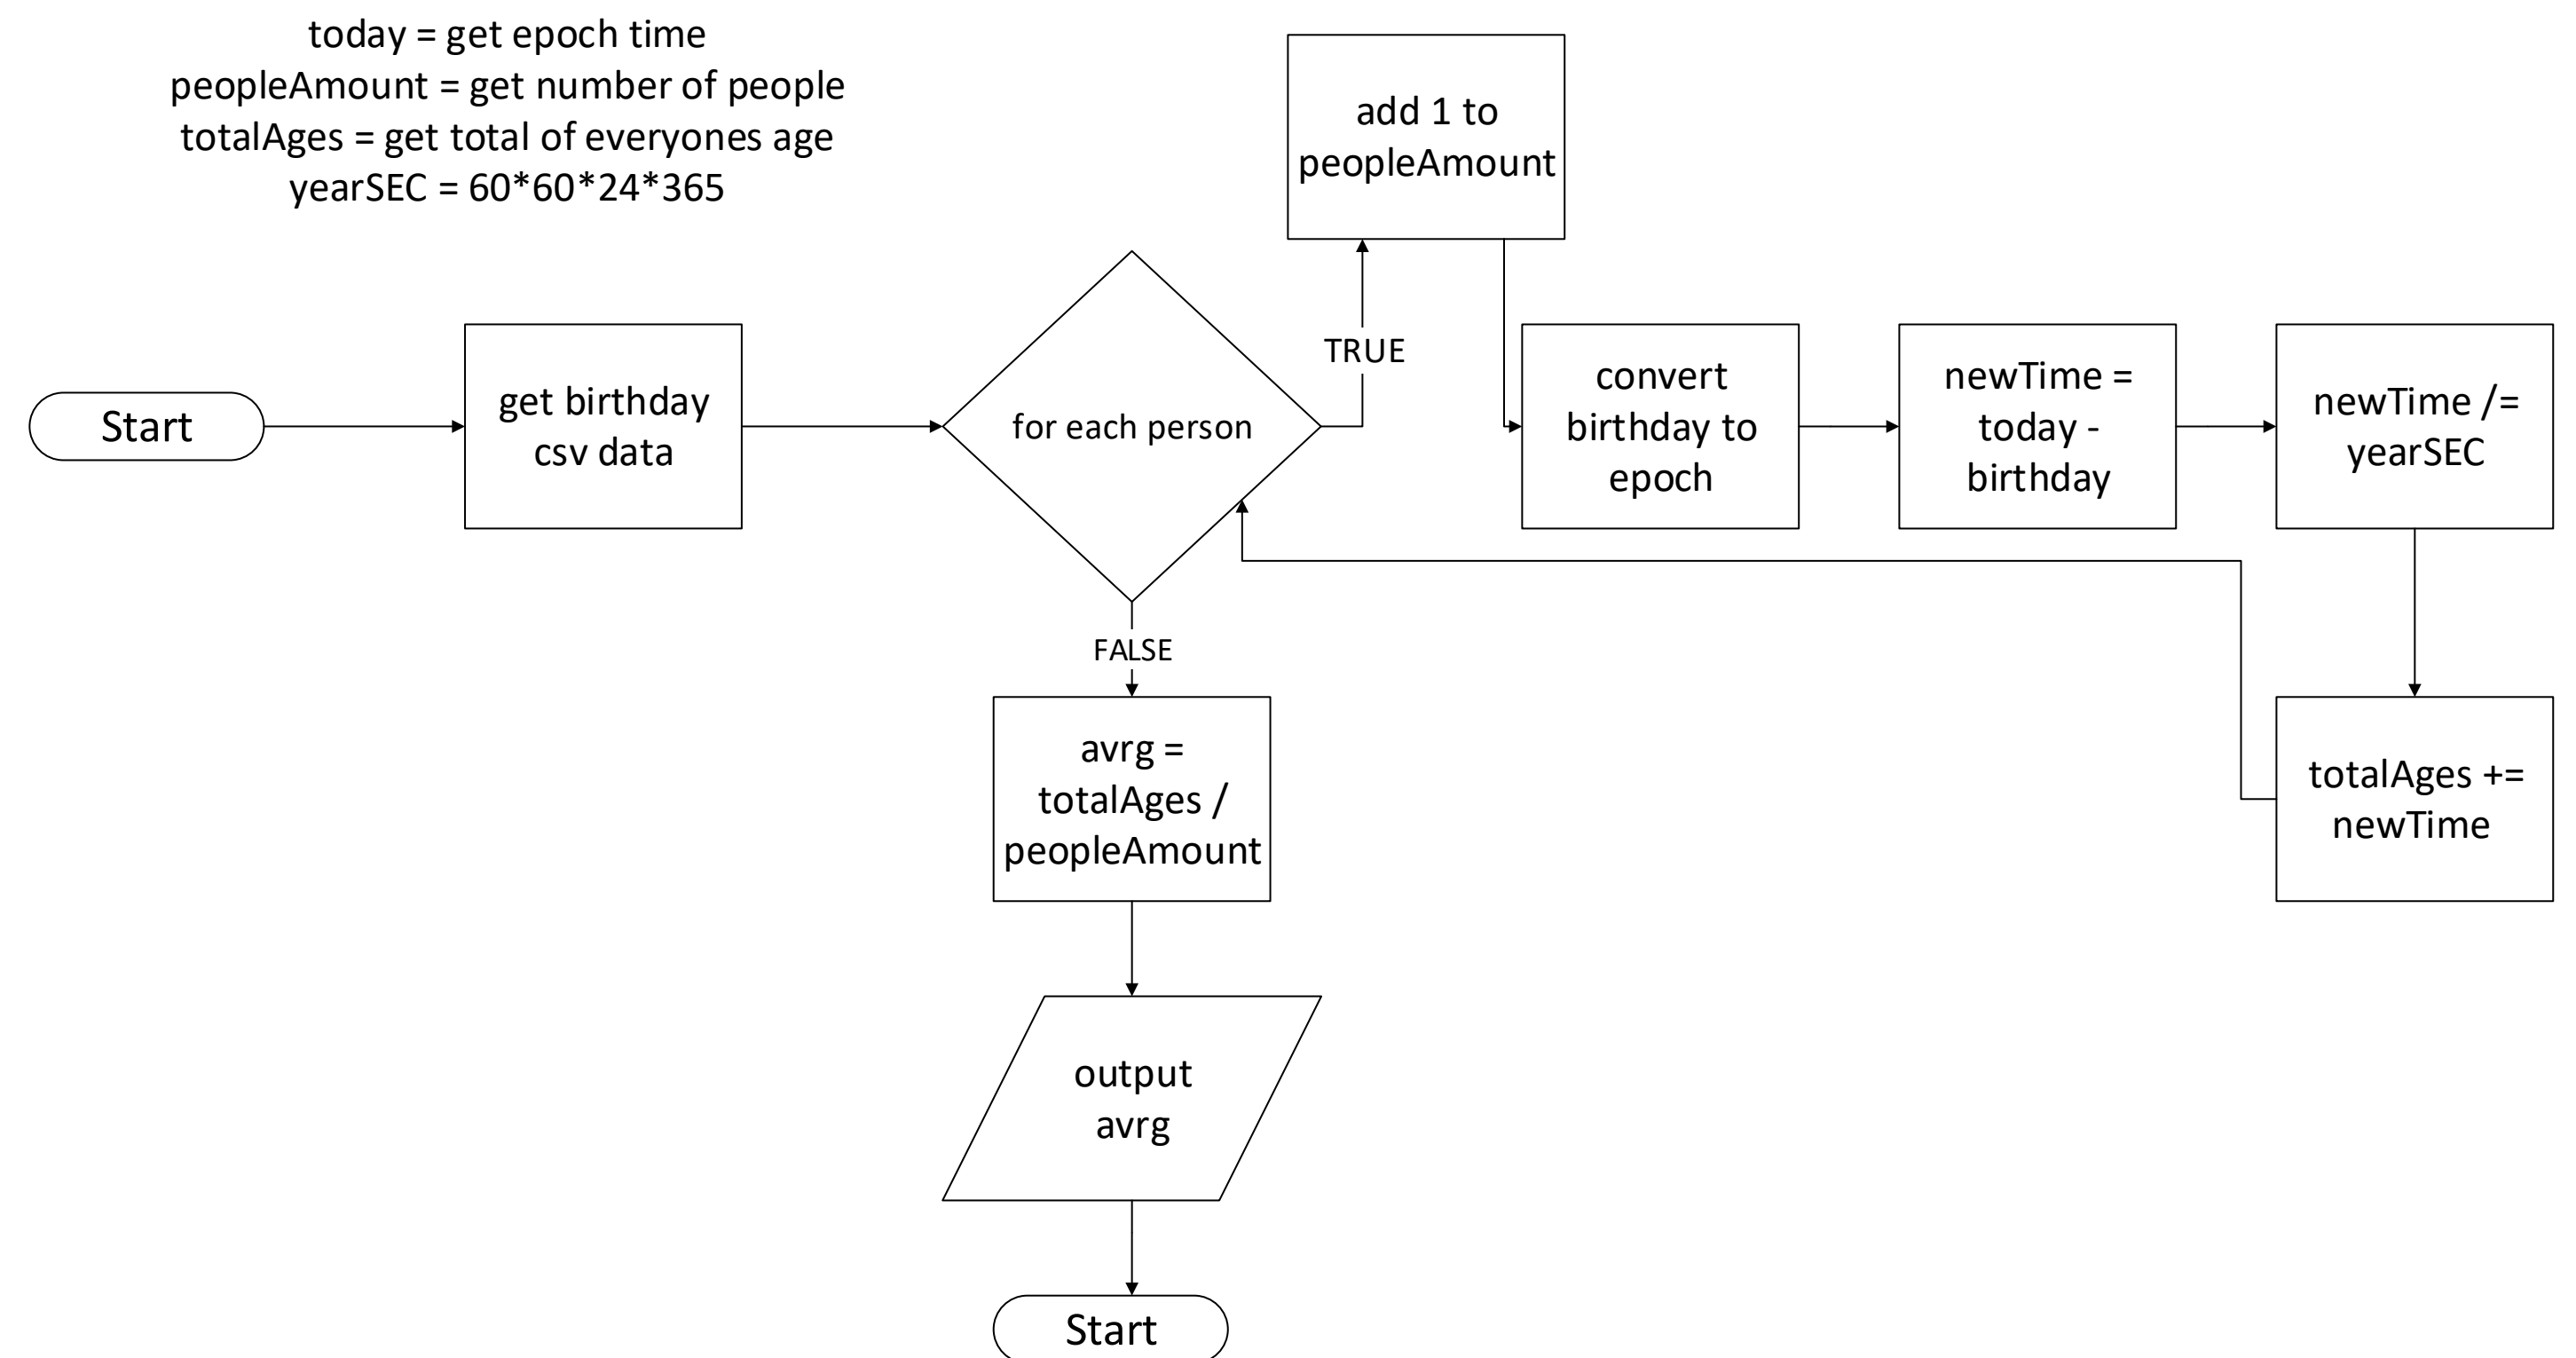 today = get epoch time
peopleAmount = get number of people
totalAges = get total of everyones age
yearSEC = 60*60*24*365
Start
get birthday
csv data
for each person
TRUE
add 1 to
peopleAmount
convert
birthday to
epoch
newTime =
today -
birthday
newTime /=
yearSEC
totalAges +=
newTime
FALSE
avrg =
totalAges /
peopleAmount
output
avrg
Start